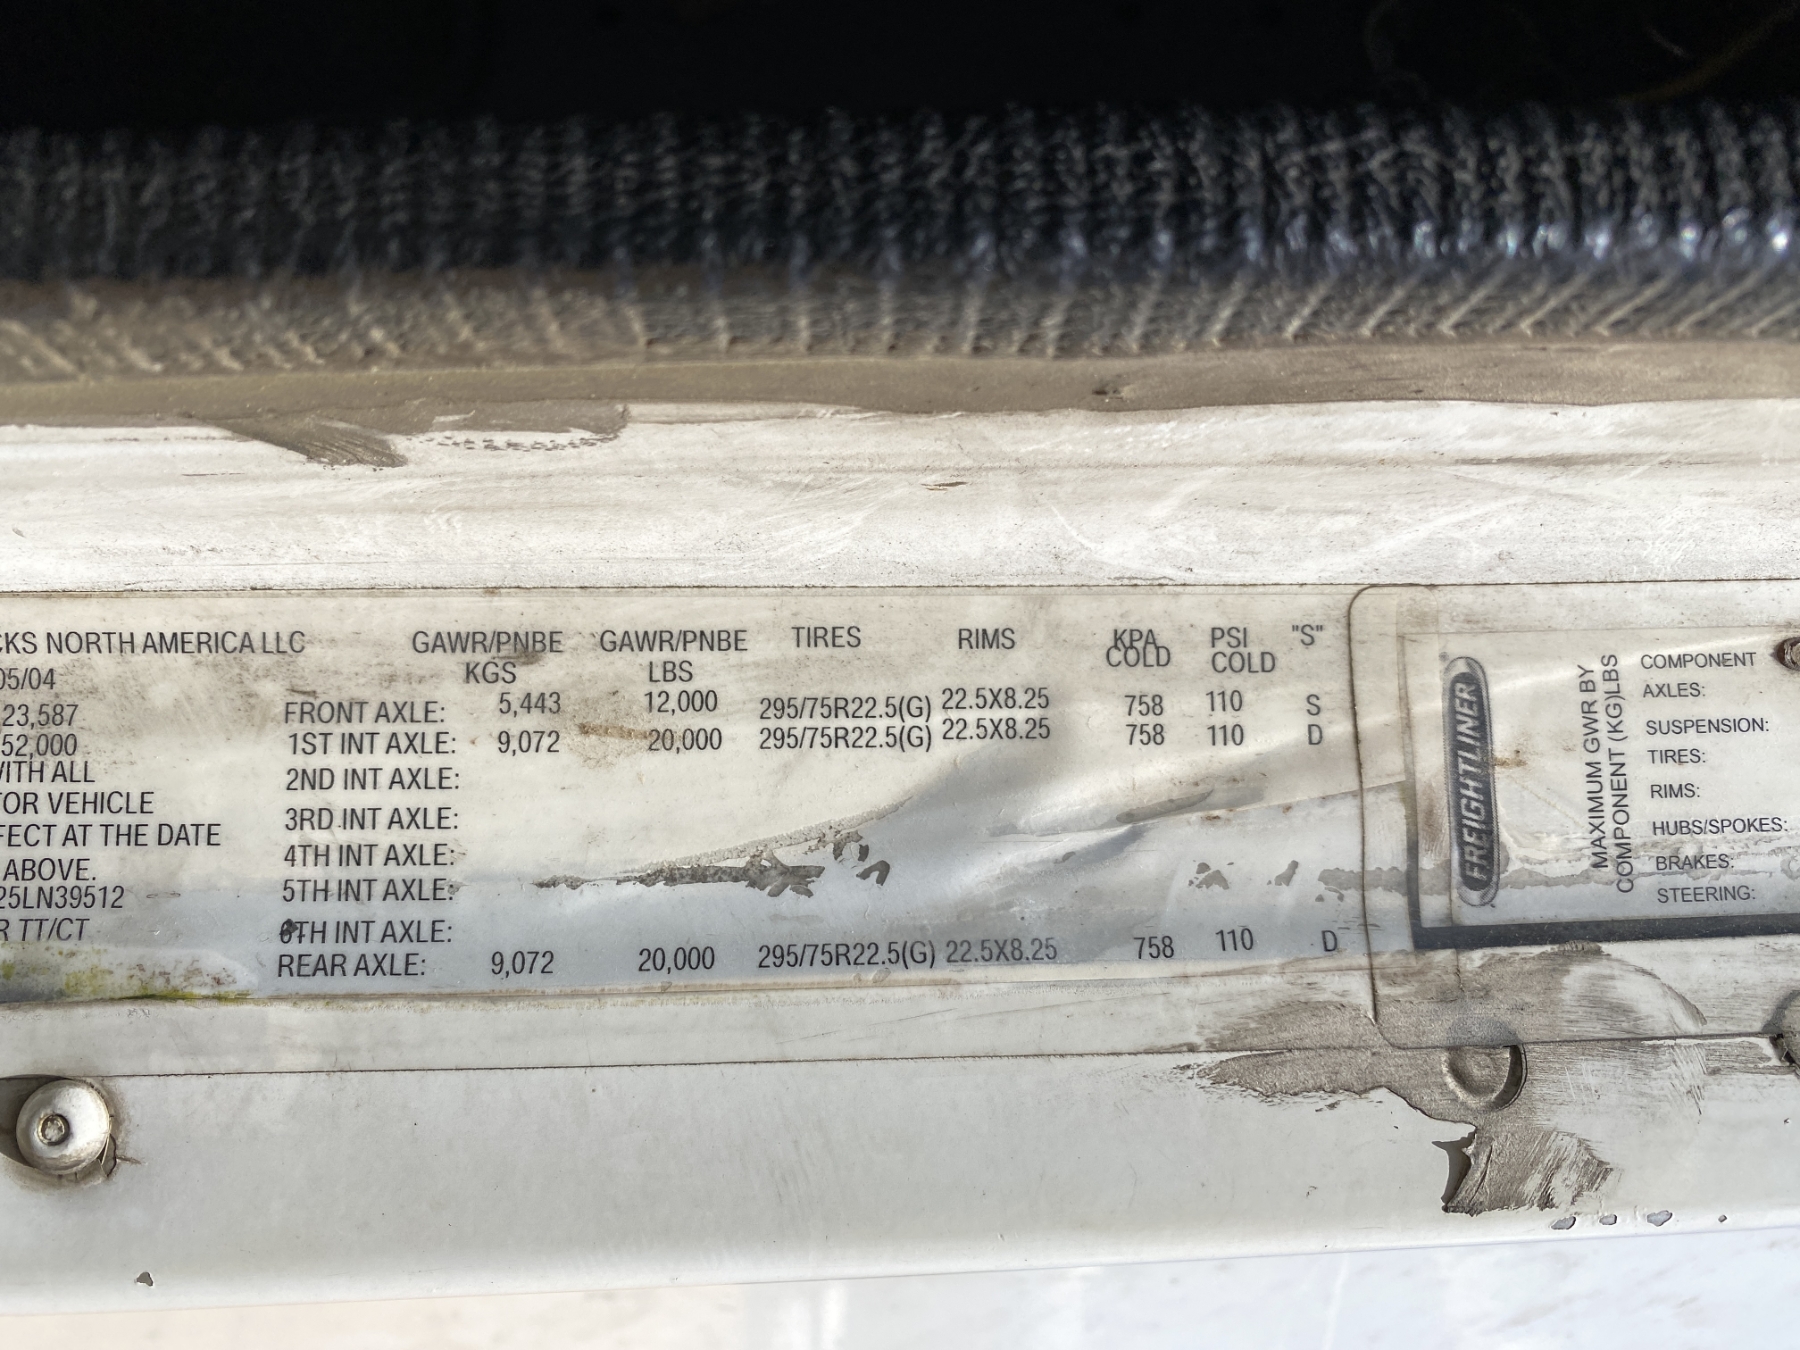 CKS NORTH AMERICA LLC
05/04
23,587
52,000
WITH ALL
TOR VEHICLE
FFECT AT THE DATE
ABOVE.
25LN39512
R TT/CT
GAWR/PNBE GAWR/PNBE TIRES RIMS KPA PSI "S"
KGS LBS COLD COLD
FRONT AXLE: 5,443 12,000 295/75R22.5(G) 22.5X8.25 758 110 S
1ST INT AXLE: 9,072 20,000 295/75R22.5(G) 22.5X8.25 758 110 D
2ND INT AXLE:
3RD INT AXLE:
4TH INT AXLE:
5TH INT AXLE:
6TH INT AXLE:
REAR AXLE: 9,072 20,000 295/75R22.5(G) 22.5X8.25 758 110 D
FREIGHTLINER
MAXIMUM GWR BY
COMPONENT (KG)LBS
COMPONENT
AXLES:
SUSPENSION:
TIRES:
RIMS:
HUBS/SPOKES:
BRAKES:
STEERING: